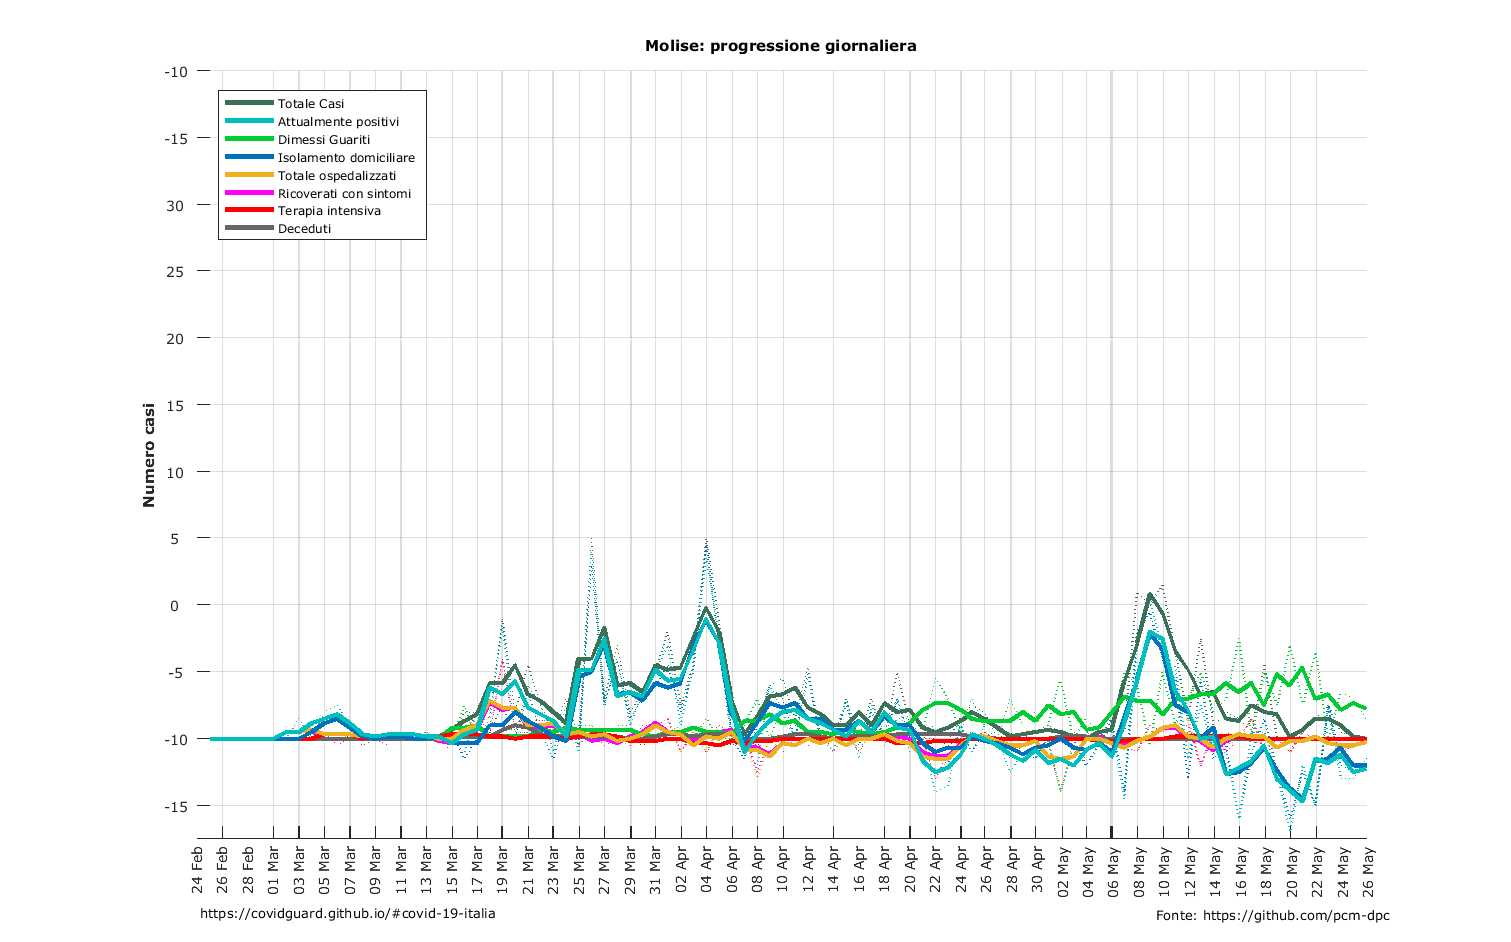 Molise: progressione giornaliera
-10
-15
30
25
20
15
10
5
0
-5
-10
-15
Numero casi
Totale Casi
Attualmente positivi
Dimessi Guariti
Isolamento domiciliare
Totale ospedalizzati
Ricoverati con sintomi
Terapia intensiva
Deceduti
24 Feb
26 Feb
28 Feb
01 Mar
03 Mar
05 Mar
07 Mar
09 Mar
11 Mar
13 Mar
15 Mar
17 Mar
19 Mar
21 Mar
23 Mar
25 Mar
27 Mar
29 Mar
31 Mar
02 Apr
04 Apr
06 Apr
08 Apr
10 Apr
12 Apr
14 Apr
16 Apr
18 Apr
20 Apr
22 Apr
24 Apr
26 Apr
28 Apr
30 Apr
02 May
04 May
06 May
08 May
10 May
12 May
14 May
16 May
18 May
20 May
22 May
24 May
26 May
https://covidguard.github.io/#covid-19-italia
Fonte: https://github.com/pcm-dpc